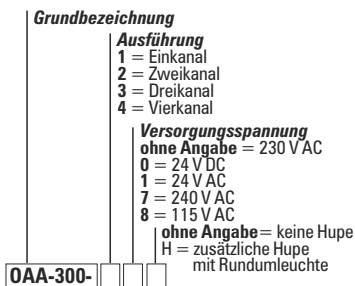 Grundbezeichnung
Ausführung
1 = Einkanal
2 = Zweikanal
3 = Dreikanal
4 = Vierkanal
Versorgungsspannung
ohne Angabe = 230 V AC
0 = 24 V DC
1 = 24 V AC
7 = 240 V AC
8 = 115 V AC
ohne Angabe = keine Hupe
H = zusätzliche Hupe
mit Rundumleuchte
OAA-300-